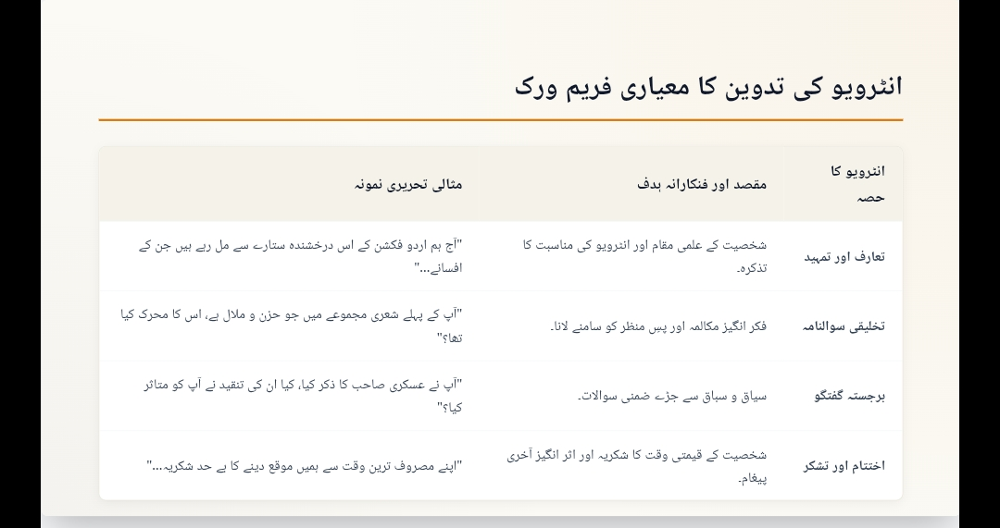 انٹرویو کی تدوین کا معیاری فریم ورک
انٹرویو کا
حصہ
مقصد اور فنکارانہ ہدف
مثالی تحریری نمونہ
تعارف اور تمہید
شخصیت کے علمی مقام اور انٹرویو کی مناسبت کا
تذکرہ۔
"آج ہم اردو فکشن کے اس درخشندہ ستارے سے مل رہے ہیں جن کے
افسانے..."
تخلیقی سوالنامہ
فکر انگیز مکالمہ اور پسِ منظر کو سامنے لانا۔
"آپ کے پہلے شعری مجموعے میں جو حزن و ملال ہے، اس کا محرک کیا
تھا؟"
برجستہ گفتگو
سیاق و سباق سے جڑے ضمنی سوالات۔
"آپ نے عسکری صاحب کا ذکر کیا، کیا ان کی تنقید نے آپ کو متاثر
کیا؟"
اختتام اور تشکر
شخصیت کے قیمتی وقت کا شکریہ اور اثر انگیز آخری
پیغام۔
"اپنے مصروف ترین وقت سے ہمیں موقع دینے کا بے حد شکریہ..."